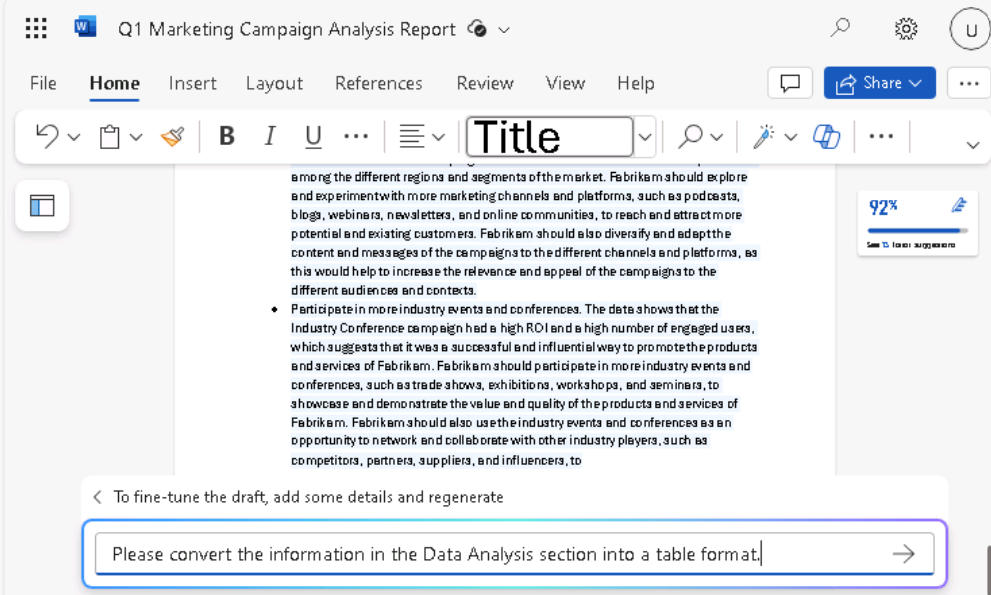 W
Q1 Marketing Campaign Analysis Report
U
File Home Insert Layout References Review View Help
Share
B I U
Title
among the different regions and segments of the market. Fabrikam should explore
and experiment with more marketing channels and platforms, such as podcasts,
blogs, webinars, newsletters, and online communities, to reach and attract more
potential and existing customers. Fabrikam should also diversify and adapt the
content and messages of the campaigns to the different channels and platforms, as
this would help to increase the relevance and appeal of the campaigns to the
different audiences and contexts.
• Participate in more industry events and conferences. The data shows that the
Industry Conference campaign had a high ROI and a high number of engaged users,
which suggests that it was a successful and influential way to promote the products
and services of Fabrikam. Fabrikam should participate in more industry events and
conferences, such as trade shows, exhibitions, workshops, and seminars, to
showcase and demonstrate the value and quality of the products and services of
Fabrikam. Fabrikam should also use the industry events and conferences as an
opportunity to network and collaborate with other industry players, such as
competitors, partners, suppliers, and influencers, to
92%
See 13 suggestions
To fine-tune the draft, add some details and regenerate
Please convert the information in the Data Analysis section into a table format.